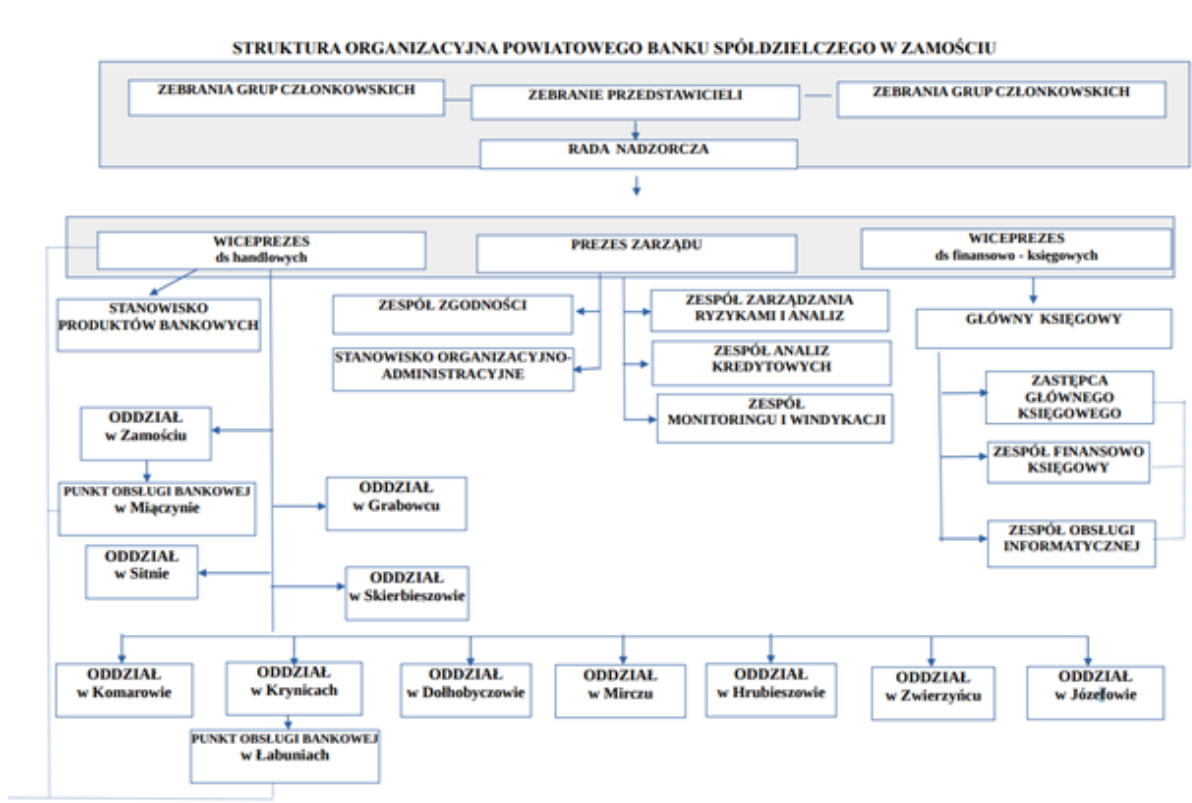 STRUKTURA ORGANIZACYJNA POWIATOWEGO BANKU SPÓŁDZIELCZEGO W ZAMOŚCIU
ZEBRANIA GRUP CZŁONKOWSKICH
ZEBRANIE PRZEDSTAWICIELI
ZEBRANIA GRUP CZŁONKOWSKICH
RADA NADZORCZA
WICEPREZES
ds handlowych
PREZES ZARZĄDU
WICEPREZES
ds finansowo - księgowych
STANOWISKO
PRODUKTÓW BANKOWYCH
ZESPÓŁ ZGODNOŚCI
ZESPÓŁ ZARZĄDZANIA
RYZYKAMI I ANALIZ
GŁÓWNY KSIĘGOWY
STANOWISKO ORGANIZACYJNO-
ADMINISTRACYJNE
ZESPÓŁ ANALIZ
KREDYTOWYCH
ZASTĘPCA
GŁÓWNEGO
KSIĘGOWEGO
ZESPÓŁ
MONITORINGU I WINDYKACJI
ODDZIAŁ
w Zamościu
ZESPÓŁ FINANSOWO
KSIĘGOWY
PUNKT OBSŁUGI BANKOWEJ
w Miączynie
ODDZIAŁ
w Grabowcu
ZESPÓŁ OBSŁUGI
INFORMATYCZNEJ
ODDZIAŁ
w Sitnie
ODDZIAŁ
w Skierbieszowie
ODDZIAŁ
w Komarowie
ODDZIAŁ
w Krynicach
ODDZIAŁ
w Dołhobyczowie
ODDZIAŁ
w Mirczu
ODDZIAŁ
w Hrubieszowie
ODDZIAŁ
w Zwierzyńcu
ODDZIAŁ
w Józefowie
PUNKT OBSŁUGI BANKOWEJ
w Łabuniach